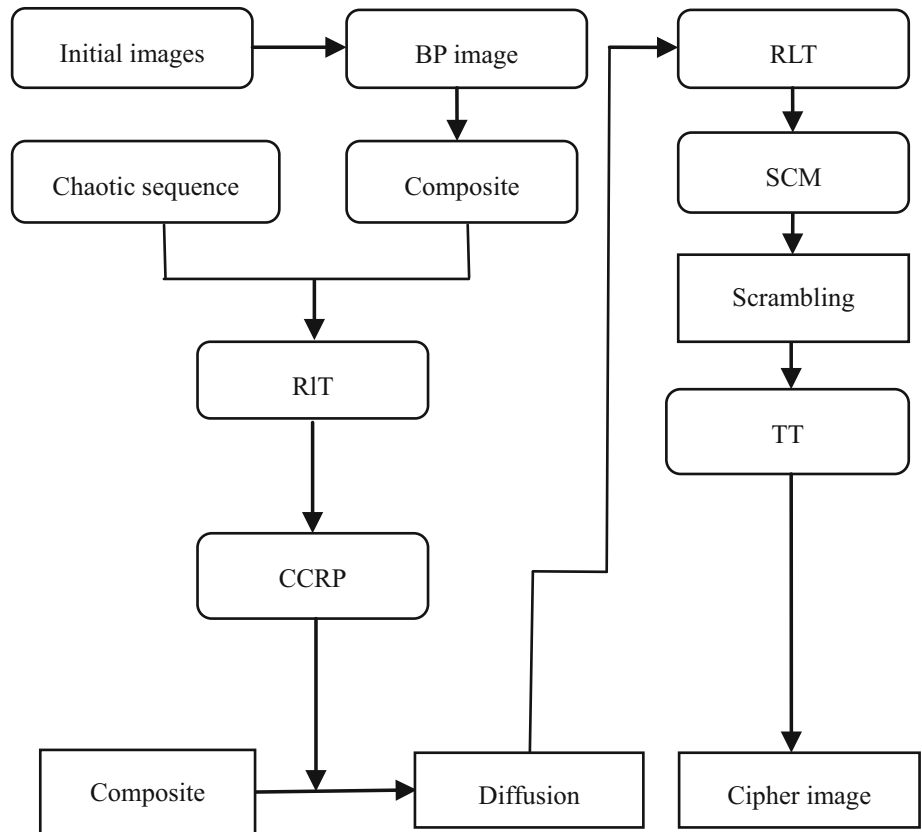 Initial images
BP image
Chaotic sequence
Composite
RlT
CCRP
Composite
Diffusion
RLT
SCM
Scrambling
TT
Cipher image